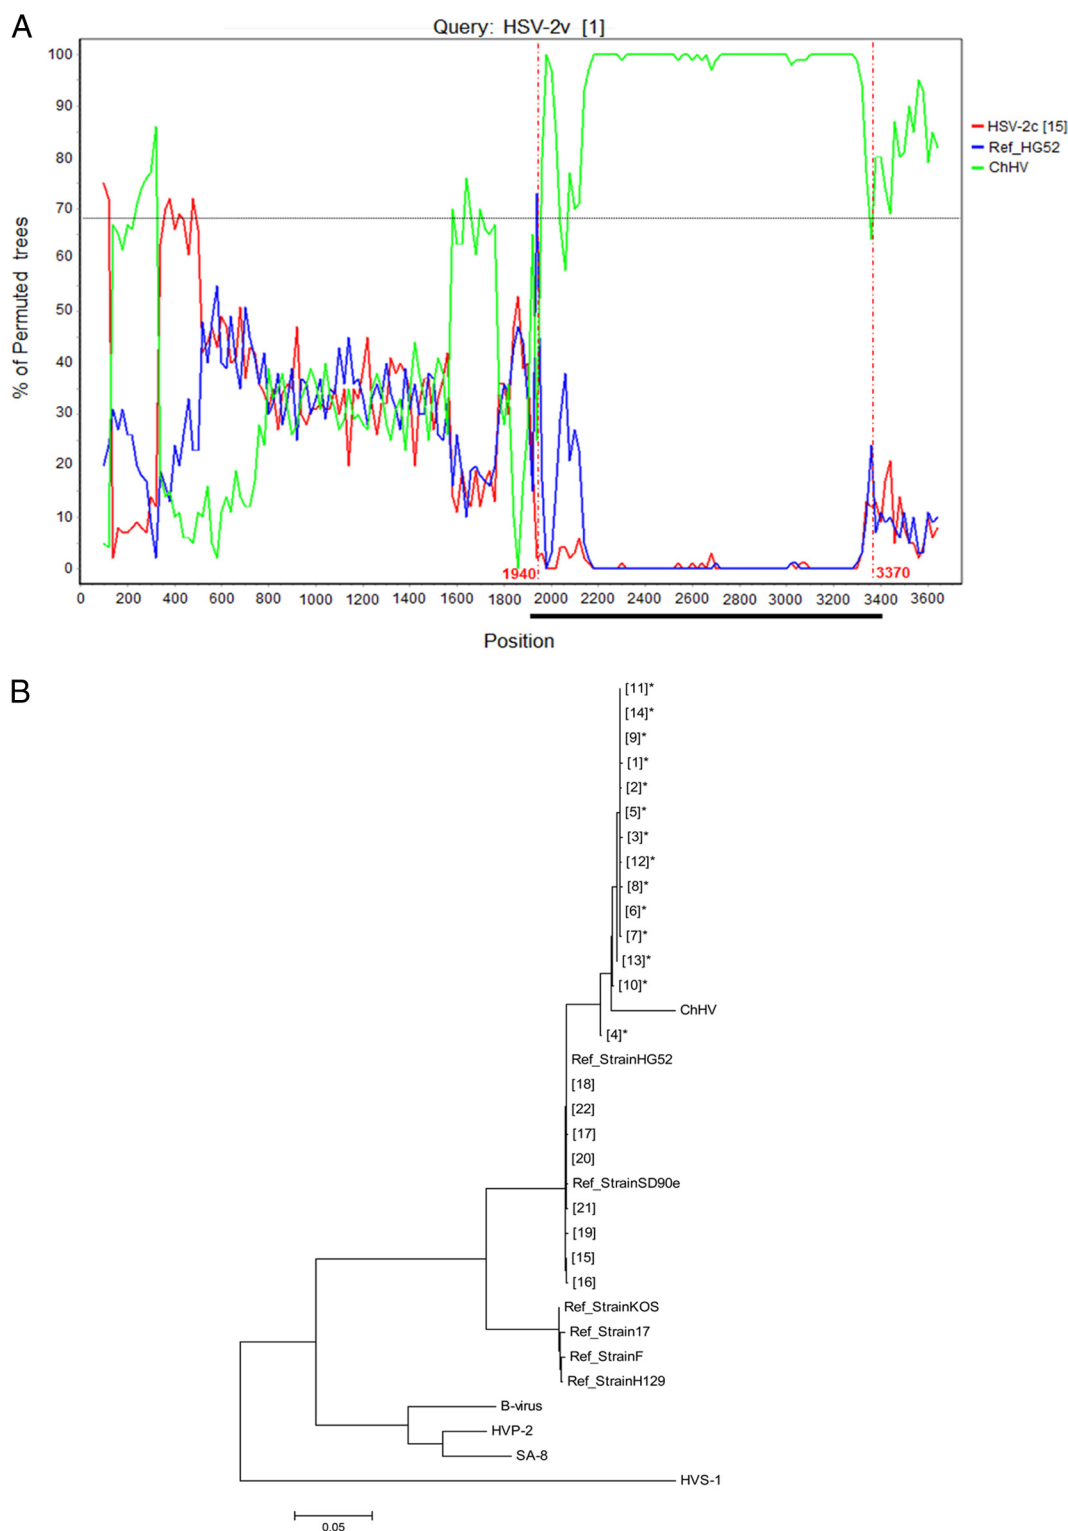 A
Query: HSV-2v [1]
100
90
80
70
60
50
40
30
20
10
0
% of Permuted trees
HSV-2c [15]
Ref_HG52
ChHV
1940
3370
0 200 400 600 800 1000 1200 1400 1600 1800 2000 2200 2400 2600 2800 3000 3200 3400 3600
Position
B
[11]*
[14]*
[9]*
[1]*
[2]*
[5]*
[3]*
[12]*
[8]*
[6]*
[7]*
[13]*
[10]*
ChHV
[4]*
Ref_StrainHG52
[18]
[22]
[17]
[20]
Ref_StrainSD90e
[21]
[19]
[15]
[16]
Ref_StrainKOS
Ref_Strain17
Ref_StrainF
Ref_StrainH129
B-virus
HVP-2
SA-8
HVS-1
0.05